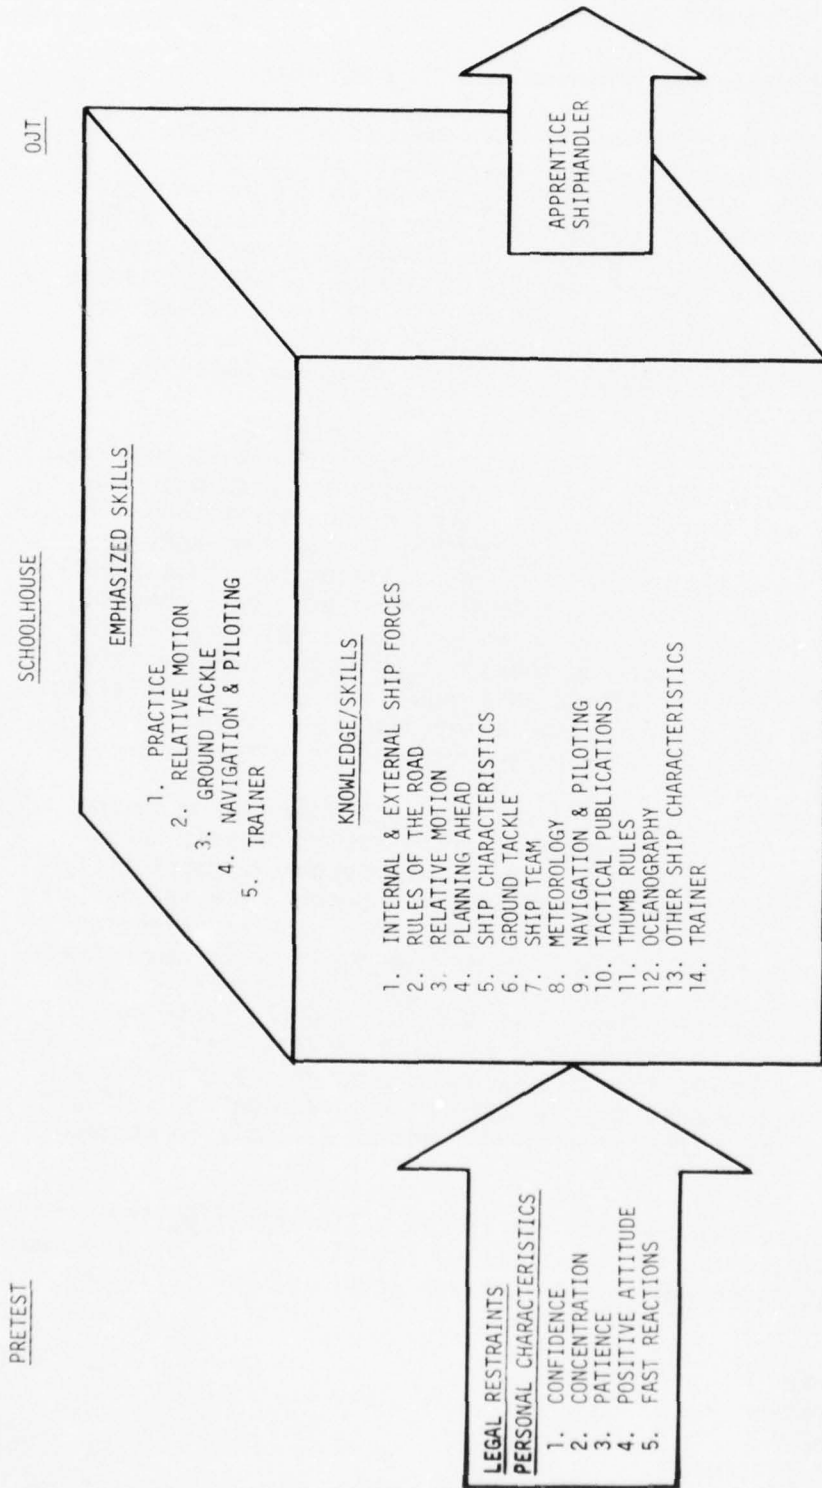 PRETEST
SCHOOLHOUSE
OJT
LEGAL RESTRAINTS
PERSONAL CHARACTERISTICS
1. CONFIDENCE
2. CONCENTRATION
3. PATIENCE
4. POSITIVE ATTITUDE
5. FAST REACTIONS
EMPHASIZED SKILLS
1. PRACTICE
2. RELATIVE MOTION
3. GROUND TACKLE
4. NAVIGATION & PILOTING
5. TRAINER
KNOWLEDGE/SKILLS
1. INTERNAL & EXTERNAL SHIP FORCES
2. RULES OF THE ROAD
3. RELATIVE MOTION
4. PLANNING AHEAD
5. SHIP CHARACTERISTICS
6. GROUND TACKLE
7. SHIP TEAM
8. METEOROLOGY
9. NAVIGATION & PILOTING
10. TACTICAL PUBLICATIONS
11. THUMB RULES
12. OCEANOGRAPHY
13. OTHER SHIP CHARACTERISTICS
14. TRAINER
APPRENTICE
SHIPHANDLER